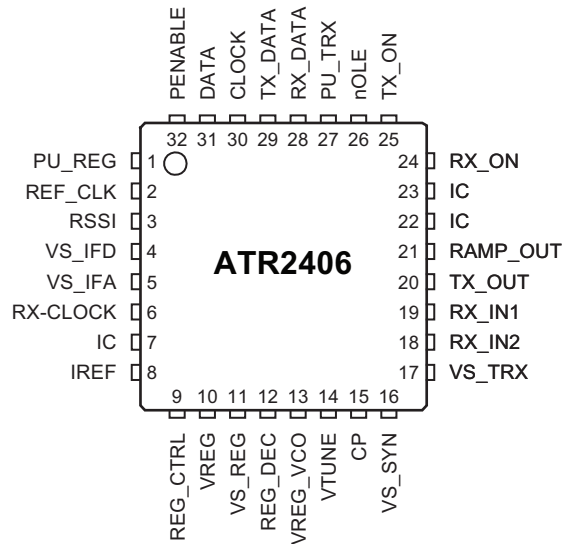 PENABLE
DATA
CLOCK
TX_DATA
RX_DATA
PU_TRX
nOLE
TX_ON
32 31 30 29 28 27 26 25
PU_REG 1
REF_CLK 2
RSSI 3
VS_IFD 4
VS_IFA 5
RX-CLOCK 6
IC 7
IREF 8
ATR2406
24 RX_ON
23 IC
22 IC
21 RAMP_OUT
20 TX_OUT
19 RX_IN1
18 RX_IN2
17 VS_TRX
9 10 11 12 13 14 15 16
REG_CTRL
VREG
VS_REG
REG_DEC
VREG_VCO
VTUNE
CP
VS_SYN